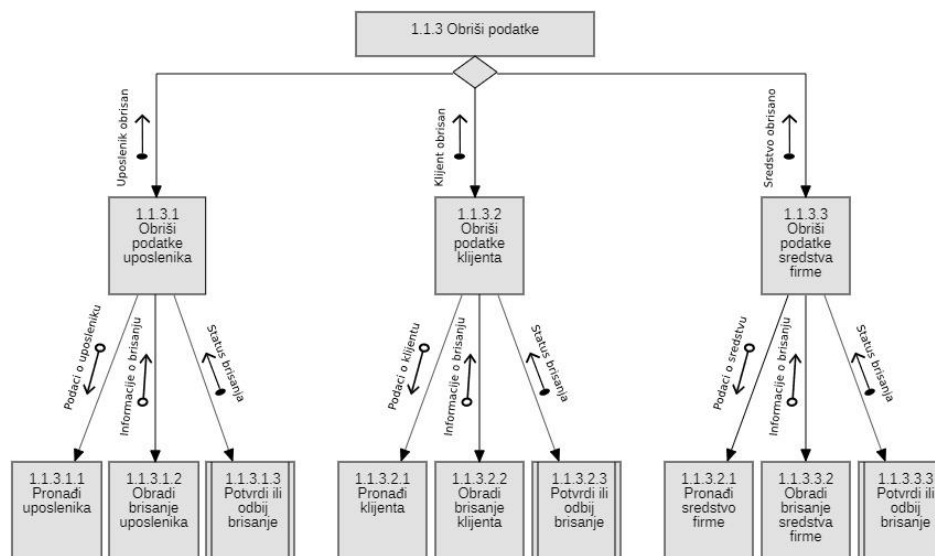 1.1.3 Obriši podatke
Uposlenik obrisan
Klijent obrisan
Sredstvo obrisano
1.1.3.1
Obriši
podatke
uposlenika
1.1.3.2
Obriši
podatke
klijenta
1.1.3.3
Obriši
podatke
sredstva
firme
Podaci o uposleniku
Informacije o brisanju
Status brisanja
Podaci o klijentu
Informacije o brisanju
Status brisanja
Podaci o sredstvu
Informacije o brisanju
Status brisanja
1.1.3.1.1
Pronađi
uposlenika
1.1.3.1.2
Obradi
brisanje
uposlenika
1.1.3.1.3
Potvrdi ili
odbij
brisanje
1.1.3.2.1
Pronađi
klijenta
1.1.3.2.2
Obradi
brisanje
klijenta
1.1.3.2.3
Potvrdi ili
odbij
brisanje
1.1.3.2.1
Pronađi
sredstvo
firme
1.1.3.3.2
Obradi
brisanje
sredstva
firme
1.1.3.3.3
Potvrdi ili
odbij
brisanje